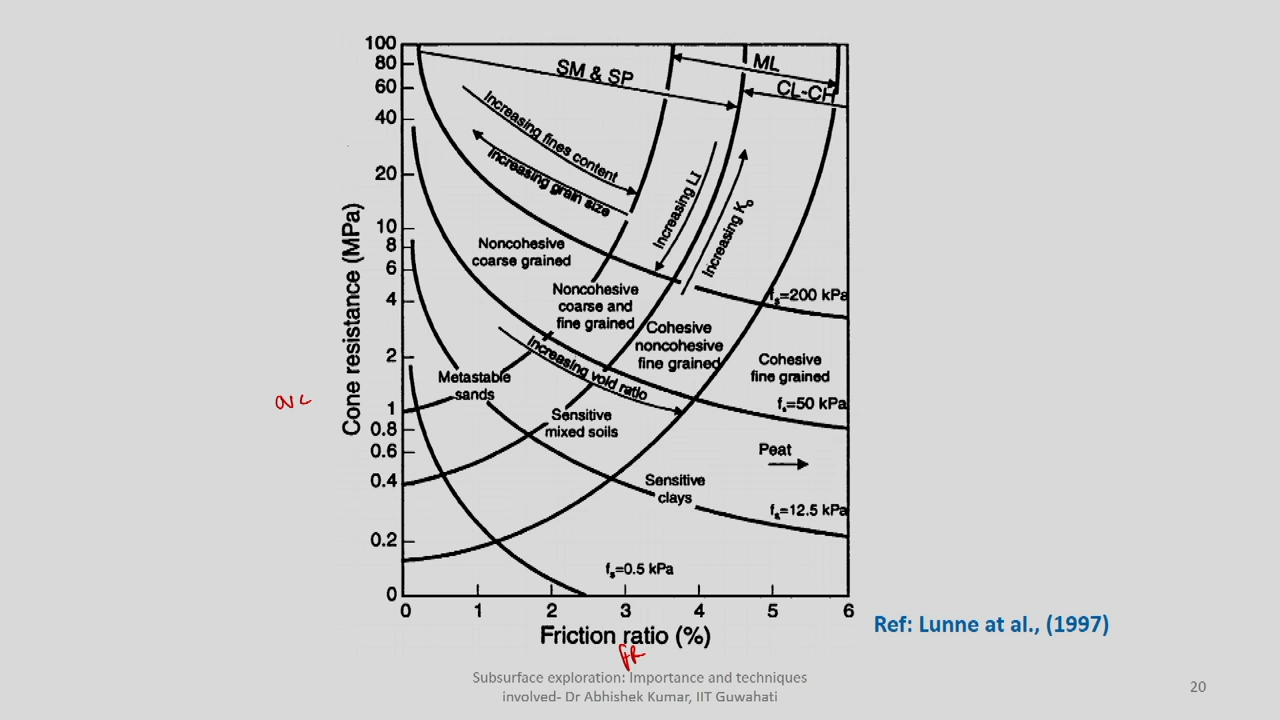 100
80
60
40
20
10
8
6
4
2
1
0.8
0.6
0.4
0.2
0
Cone resistance (MPa)
SM & SP
ML
CL-CH
Increasing fines content
Increasing grain size
Increasing LI
Increasing K₀
Noncohesive
coarse grained
Noncohesive
coarse and
fine grained
Cohesive
noncohesive
fine grained
Cohesive
fine grained
fₛ=200 kPa
Increasing void ratio
Metastable
sands
Sensitive
mixed soils
fₛ=50 kPa
Peat
Sensitive
clays
fₛ=12.5 kPa
fₛ=0.5 kPa
0 1 2 3 4 5 6
Friction ratio (%)
FR
Ref: Lunne at al., (1997)
Subsurface exploration: Importance and techniques
involved- Dr Abhishek Kumar, IIT Guwahati
20